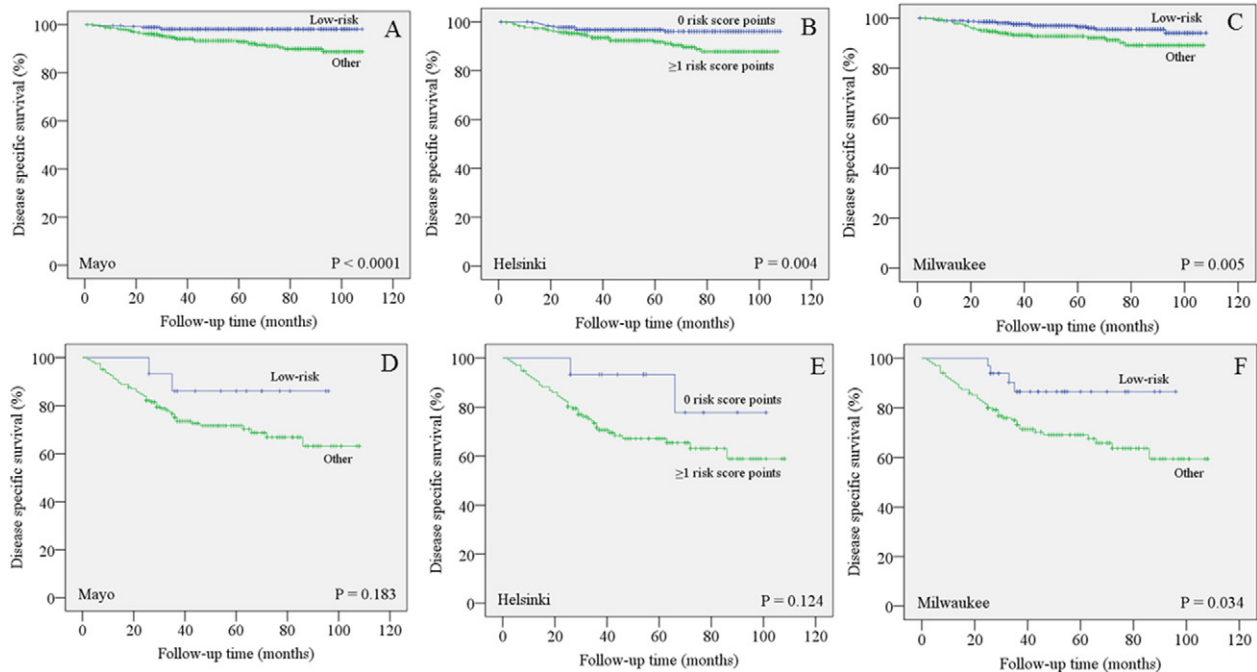 A
Disease specific survival (%)
100
80
60
40
20
0
Low-risk
Other
Mayo
P < 0.0001
0 20 40 60 80 100 120
Follow-up time (months)
B
Disease specific survival (%)
100
80
60
40
20
0
0 risk score points
≥1 risk score points
Helsinki
P = 0.004
0 20 40 60 80 100 120
Follow-up time (months)
C
Disease specific survival (%)
100
80
60
40
20
0
Low-risk
Other
Milwaukee
P = 0.005
0 20 40 60 80 100 120
Follow-up time (months)
D
Disease specific survival (%)
100
80
60
40
20
0
Low-risk
Other
Mayo
P = 0.183
0 20 40 60 80 100 120
Follow-up time (months)
E
Disease specific survival (%)
100
80
60
40
20
0
0 risk score points
≥1 risk score points
Helsinki
P = 0.124
0 20 40 60 80 100 120
Follow-up time (months)
F
Disease specific survival (%)
100
80
60
40
20
0
Low-risk
Other
Milwaukee
P = 0.034
0 20 40 60 80 100 120
Follow-up time (months)